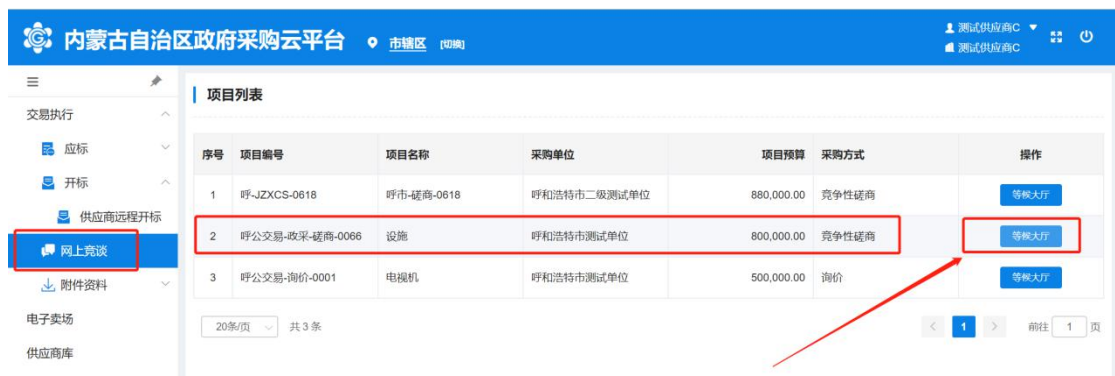 内蒙古自治区政府采购云平台 市辖区 [切换] 测试供应商C
测试供应商C
项目列表
交易执行
应标
开标
供应商远程开标
网上竞谈
附件资料
电子卖场
供应商库
序号 项目编号 项目名称 采购单位 项目预算 采购方式 操作
1 呼-JZXCS-0618 呼市-磋商-0618 呼和浩特市二级测试单位 880,000.00 竞争性磋商 等候大厅
2 呼公交易-政采-磋商-0066 设施 呼和浩特市测试单位 800,000.00 竞争性磋商 等候大厅
3 呼公交易-询价-0001 电视机 呼和浩特市测试单位 500,000.00 询价 等候大厅
20条/页 共3条 < 1 > 前往 1 页